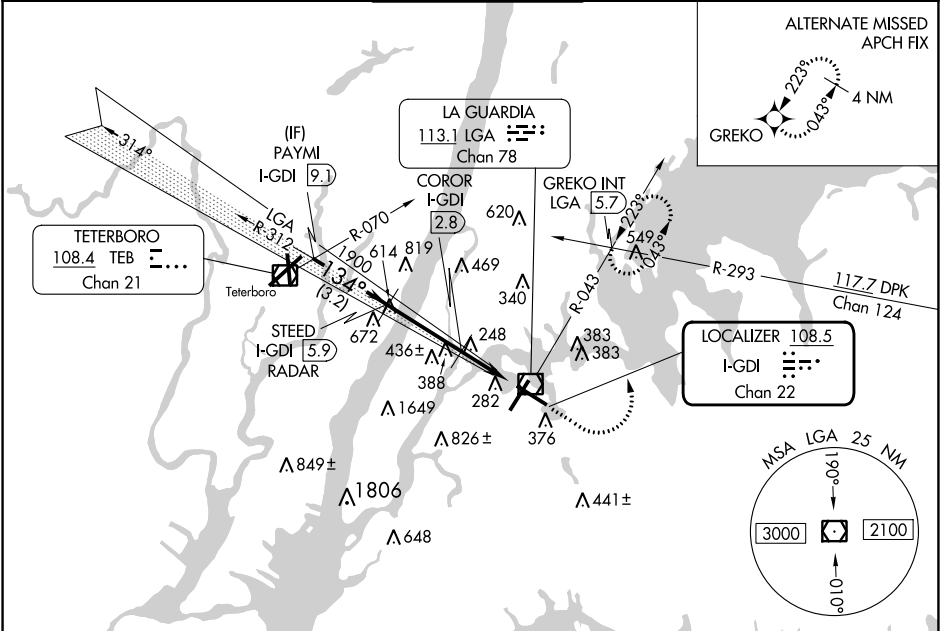 ALTERNATE MISSED
APCH FIX
223°
4 NM
043°
GREKO
LA GUARDIA
113.1 LGA
Chan 78
314°
(IF)
PAYMI
I-GDI 9.1
COROR
I-GDI
2.8
GREKO INT
LGA 5.7
620
223°
549
043°
LGA
R-312
R-070
TETERBORO
108.4 TEB
Chan 21
Teterboro
1900
134°
(3.2)
614
819
469
340
R-043
R-293
117.7 DPK
Chan 124
STEED
I-GDI 5.9
RADAR
672
436±
388
248
383
383
LOCALIZER 108.5
I-GDI
Chan 22
282
376
1649
826±
849±
1806
441±
648
MSA LGA 25 NM
190°
3000
2100
010°